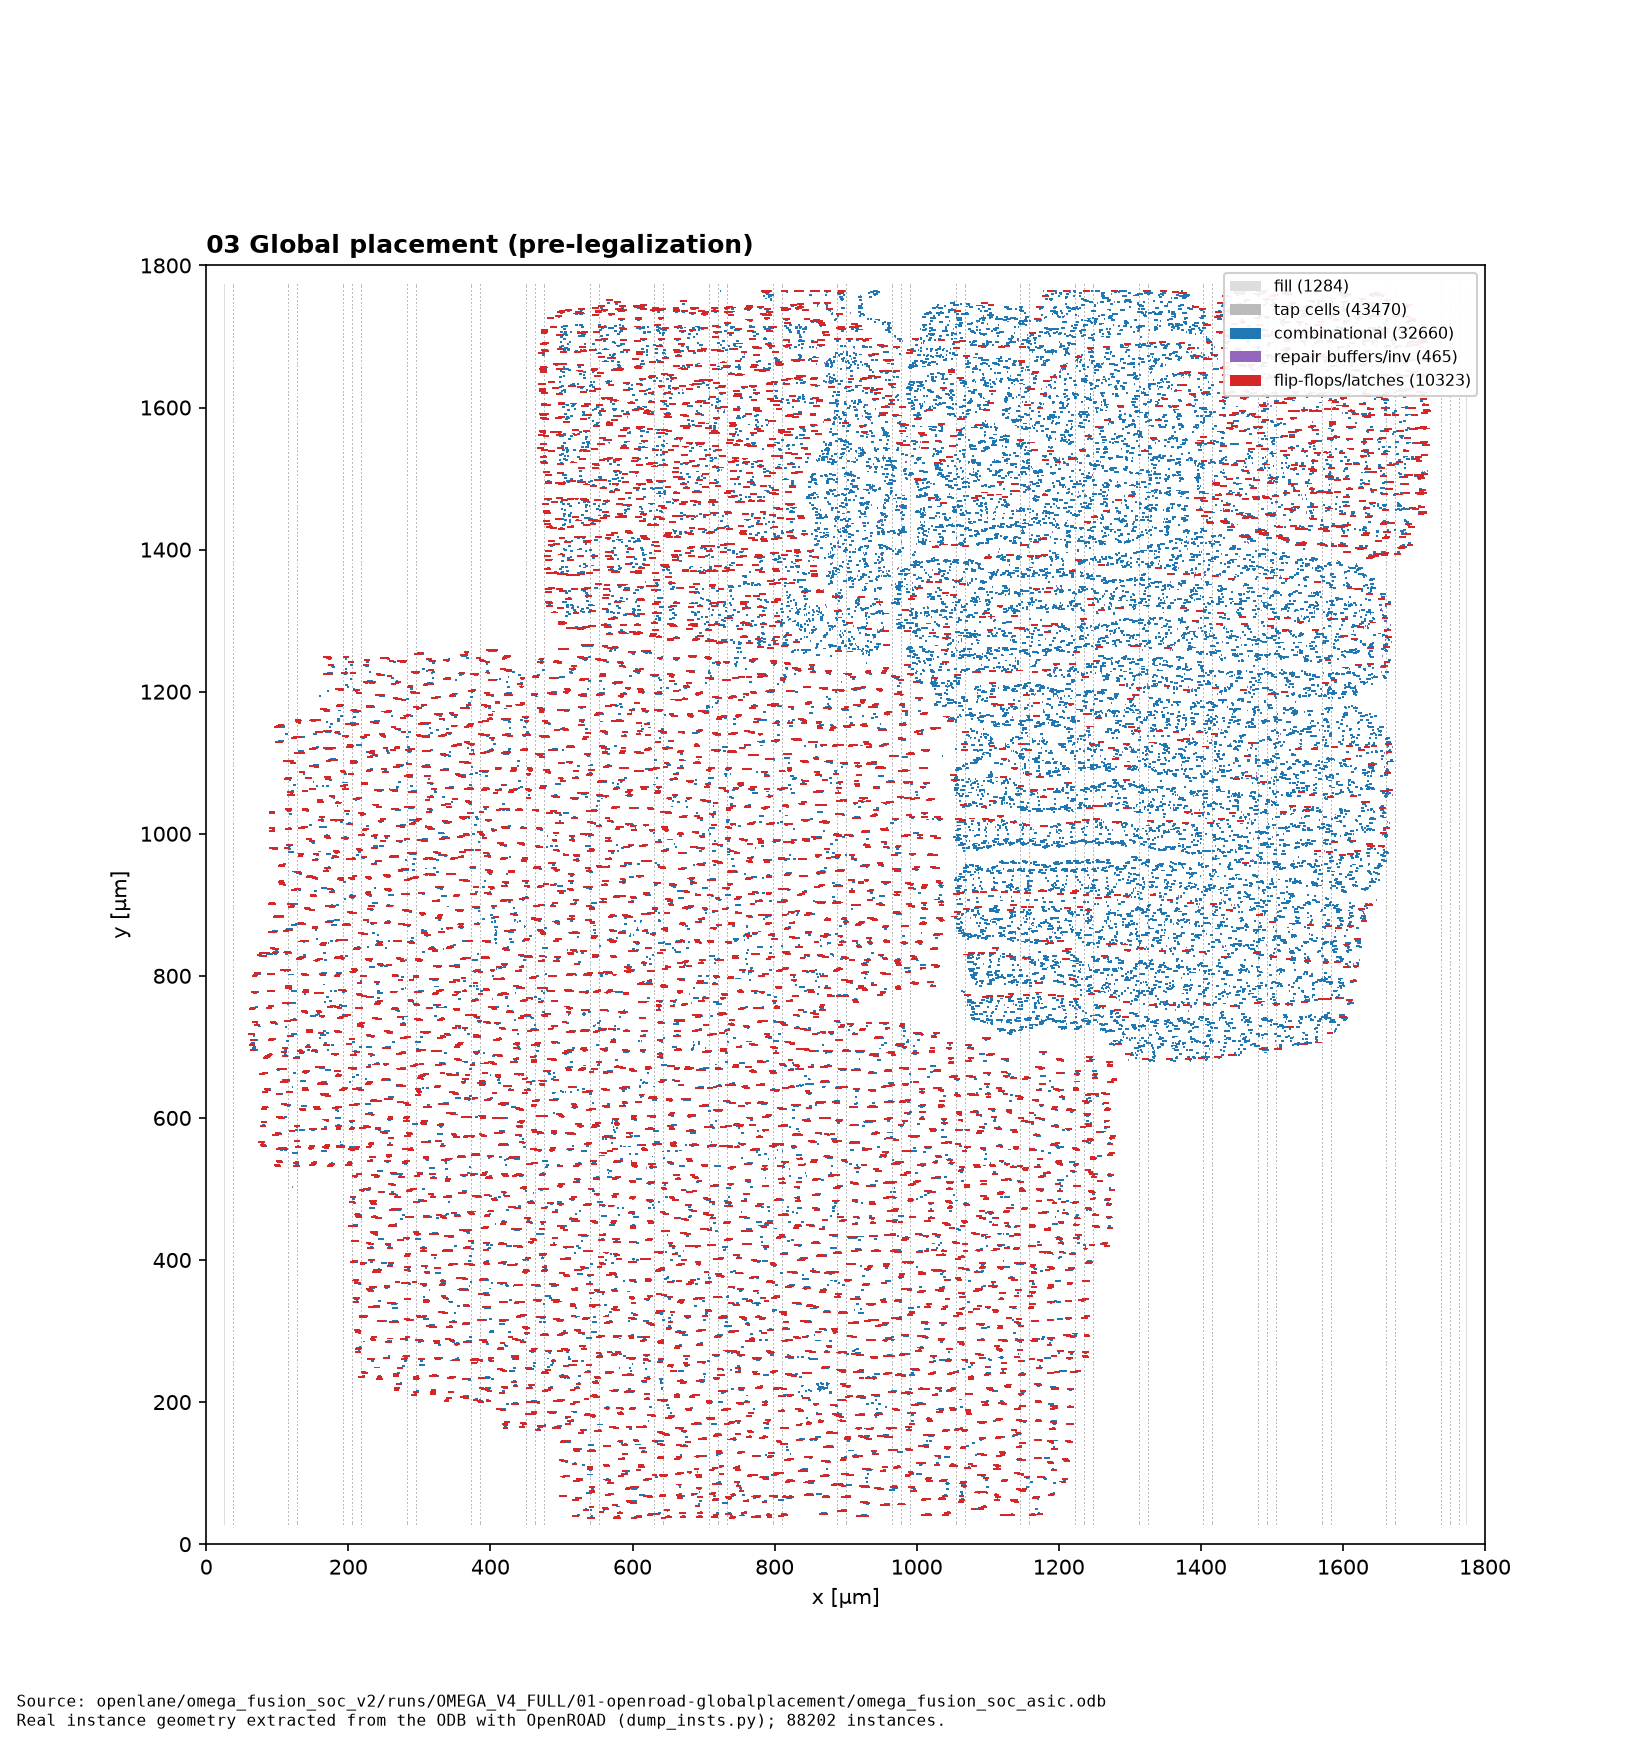 03 Global placement (pre-legalization)
1800
1600
1400
1200
1000
800
600
400
200
0
y [µm]
fill (1284)
tap cells (43470)
combinational (32660)
repair buffers/inv (465)
flip-flops/latches (10323)
0 200 400 600 800 1000 1200 1400 1600 1800
x [µm]
Source: openlane/omega_fusion_soc_v2/runs/OMEGA_V4_FULL/01-openroad-globalplacement/omega_fusion_soc_asic.odb
Real instance geometry extracted from the ODB with OpenROAD (dump_insts.py); 88202 instances.